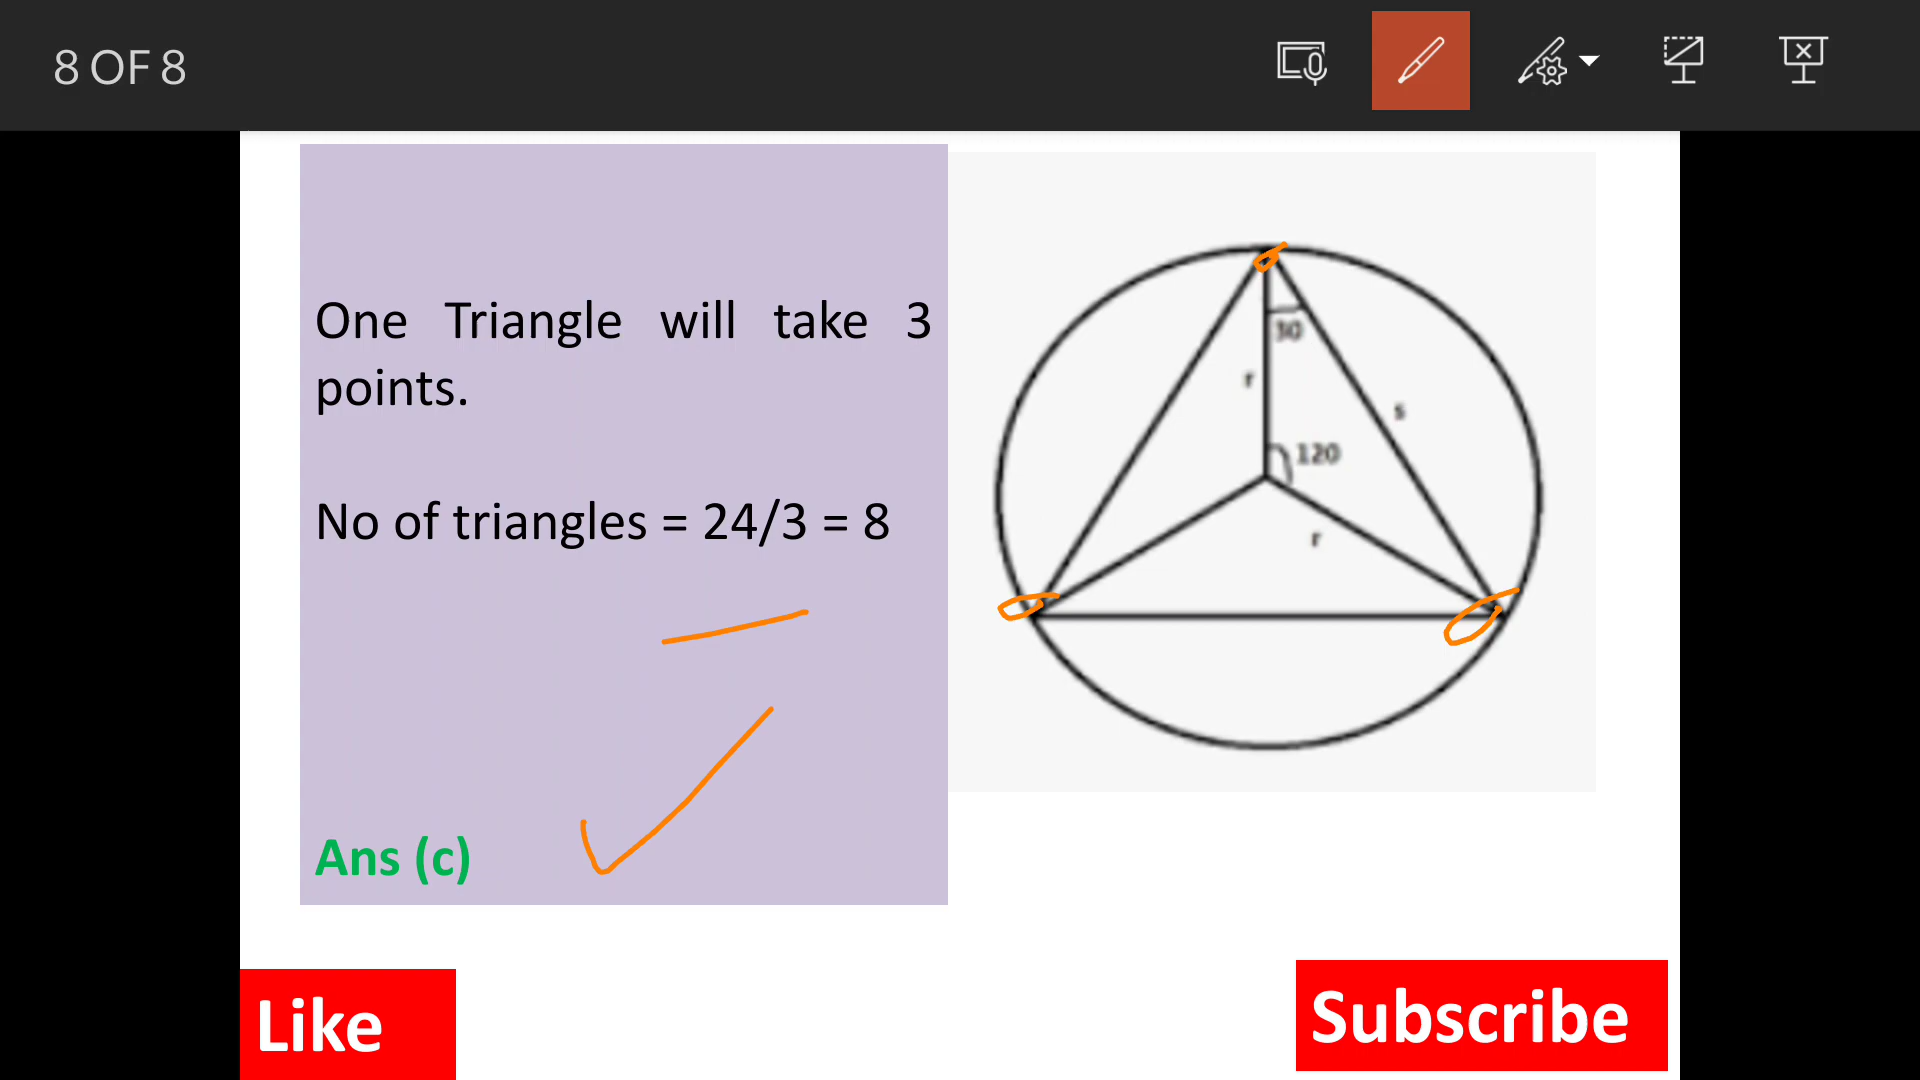 8 OF 8
One Triangle will take 3
points.
No of triangles = 24/3 = 8
Ans (c)
30
r
s
120
r
Like
Subscribe